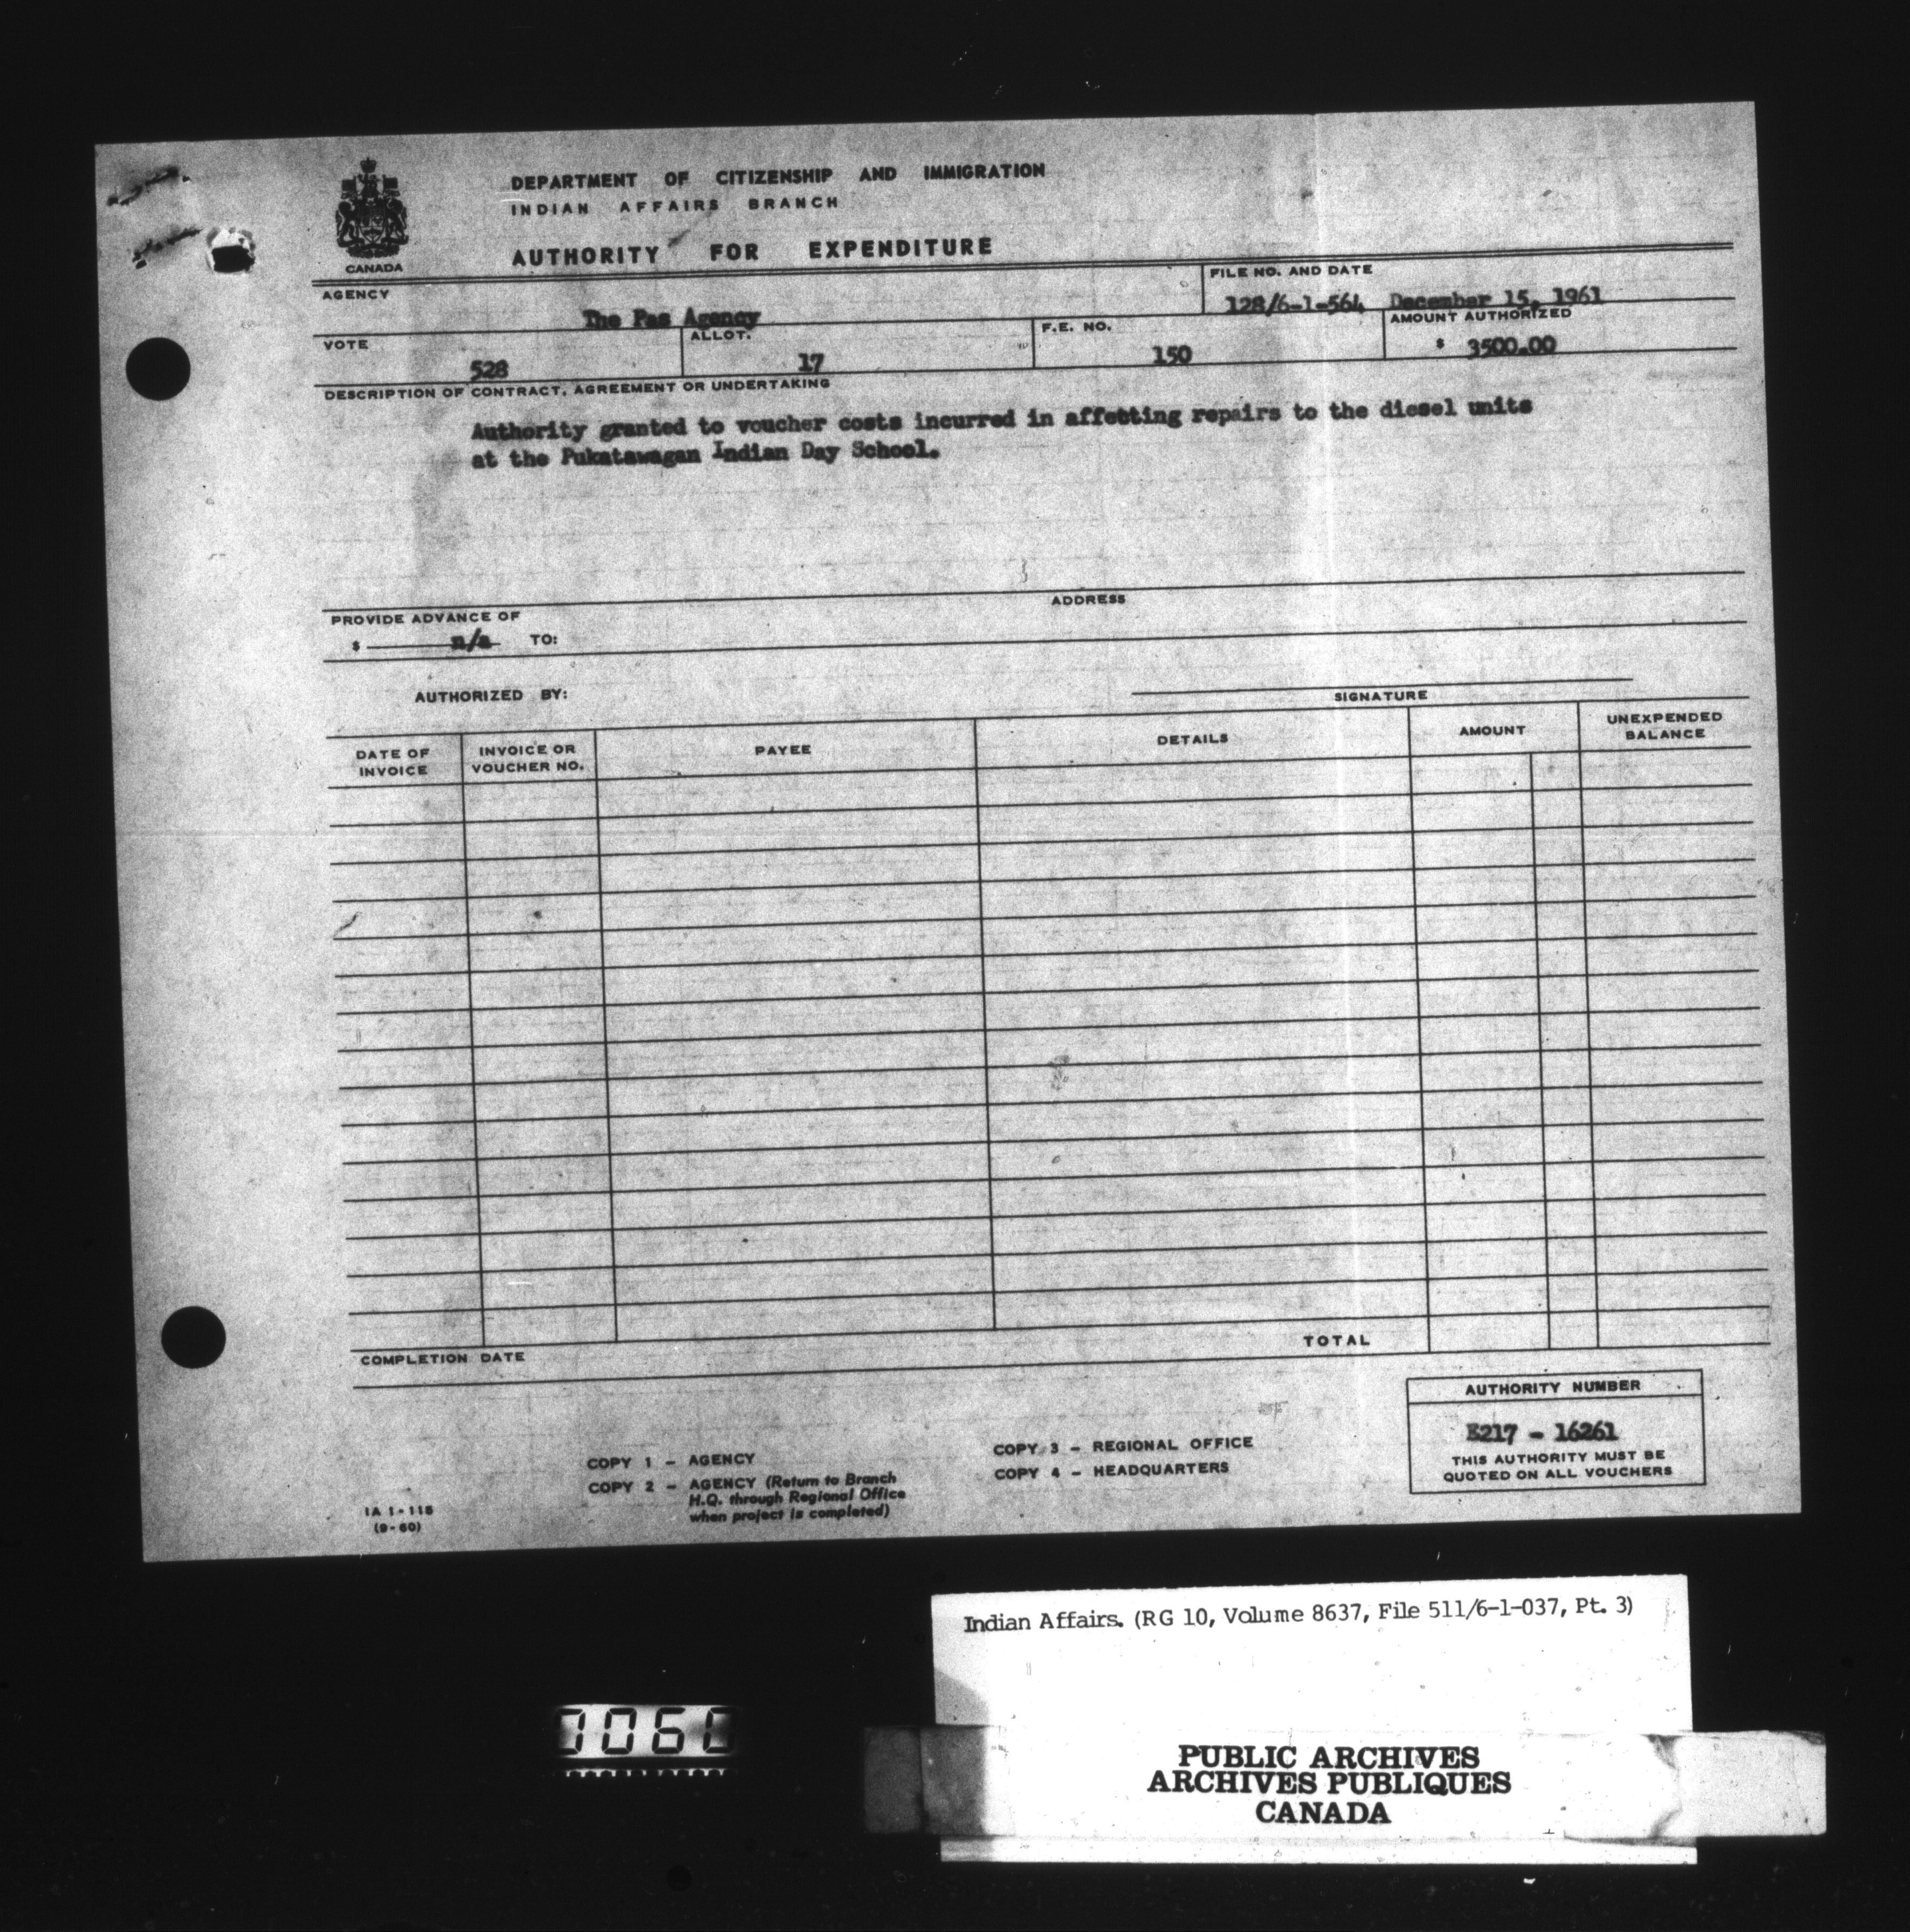 DEPARTMENT OF CITIZENSHIP AND IMMIGRATION
INDIAN AFFAIRS BRANCH
AUTHORITY FOR EXPENDITURE
CANADA
AGENCY
The Pas Agency
FILE NO. AND DATE
128/6-1-564 December 15, 1961
VOTE
528
ALLOT.
17
F.E. NO.
150
AMOUNT AUTHORIZED
$ 3500.00
DESCRIPTION OF CONTRACT, AGREEMENT OR UNDERTAKING
Authority granted to voucher costs incurred in affecting repairs to the diesel units
at the Pukatawagan Indian Day School.
PROVIDE ADVANCE OF
$ n/a TO:
ADDRESS
AUTHORIZED BY:
SIGNATURE
DATE OF
INVOICE
INVOICE OR
VOUCHER NO.
PAYEE
DETAILS
AMOUNT
UNEXPENDED
BALANCE
TOTAL
COMPLETION DATE
AUTHORITY NUMBER
E217 - 16261
THIS AUTHORITY MUST BE
QUOTED ON ALL VOUCHERS
COPY 1 - AGENCY
COPY 2 - AGENCY (Return to Branch
H.Q. through Regional Office
when project is completed)
COPY 3 - REGIONAL OFFICE
COPY 4 - HEADQUARTERS
IA 1-115
(9-60)
Indian Affairs. (RG 10, Volume 8637, File 511/6-1-037, Pt. 3)
0060
PUBLIC ARCHIVES
ARCHIVES PUBLIQUES
CANADA